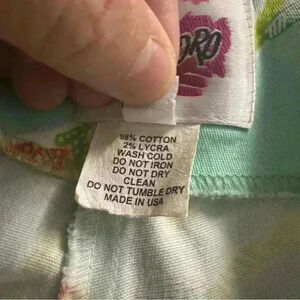 ORO
98% COTTON
2% LYCRA
WASH COLD
DO NOT IRON
DO NOT DRY
CLEAN
DO NOT TUMBLE DRY
MADE IN USA